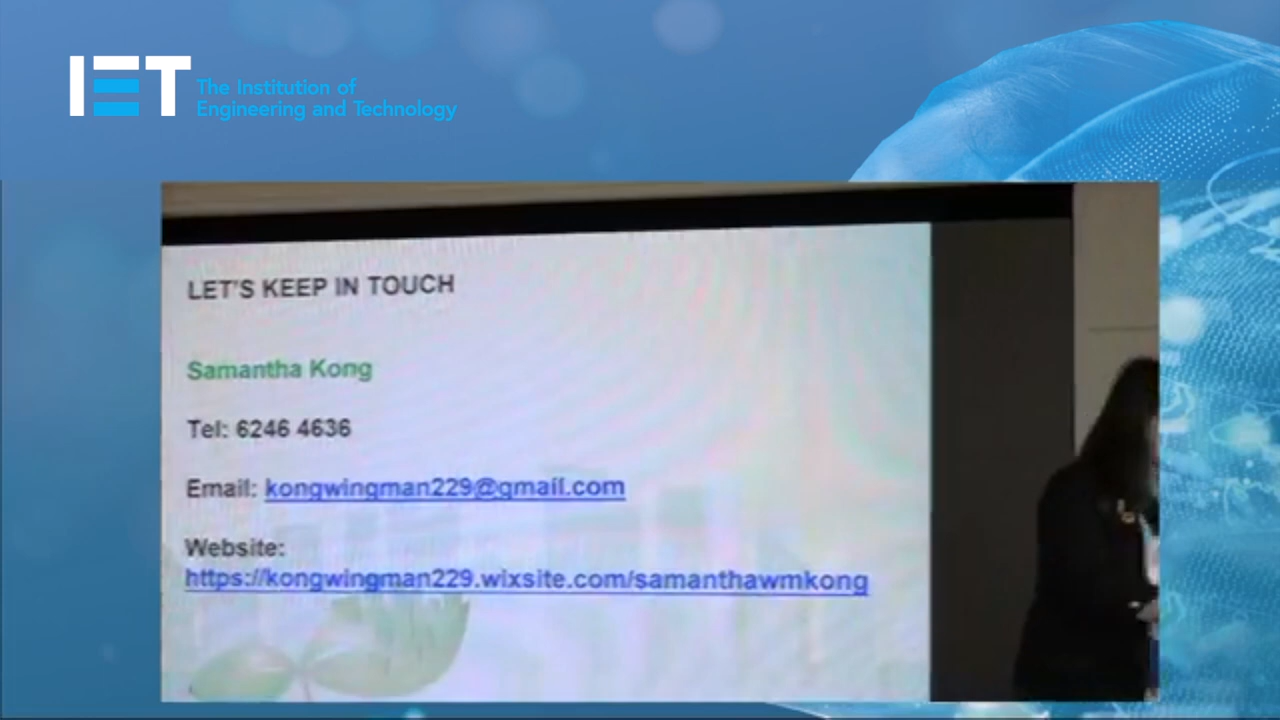 IET The Institution of
Engineering and Technology
LET'S KEEP IN TOUCH
Samantha Kong
Tel: 6246 4636
Email: kongwingman229@gmail.com
Website:
https://kongwingman229.wixsite.com/samanthawmkong